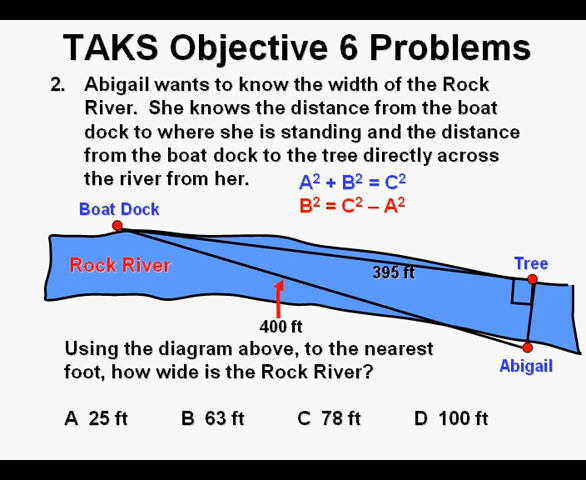 TAKS Objective 6 Problems
2. Abigail wants to know the width of the Rock
River. She knows the distance from the boat
dock to where she is standing and the distance
from the boat dock to the tree directly across
the river from her.
A² + B² = C²
B² = C² – A²
Boat Dock
Rock River
395 ft
Tree
400 ft
Abigail
Using the diagram above, to the nearest
foot, how wide is the Rock River?
A 25 ft B 63 ft C 78 ft D 100 ft